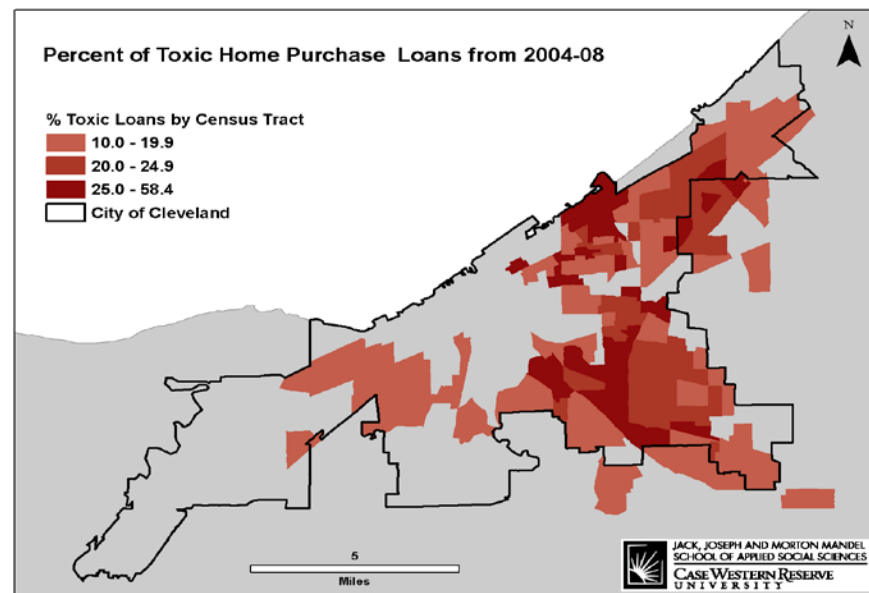 Percent of Toxic Home Purchase Loans from 2004-08
N
% Toxic Loans by Census Tract
10.0 - 19.9
20.0 - 24.9
25.0 - 58.4
City of Cleveland
5
Miles
JACK, JOSEPH AND MORTON MANDEL
SCHOOL OF APPLIED SOCIAL SCIENCES
CASE WESTERN RESERVE
UNIVERSITY